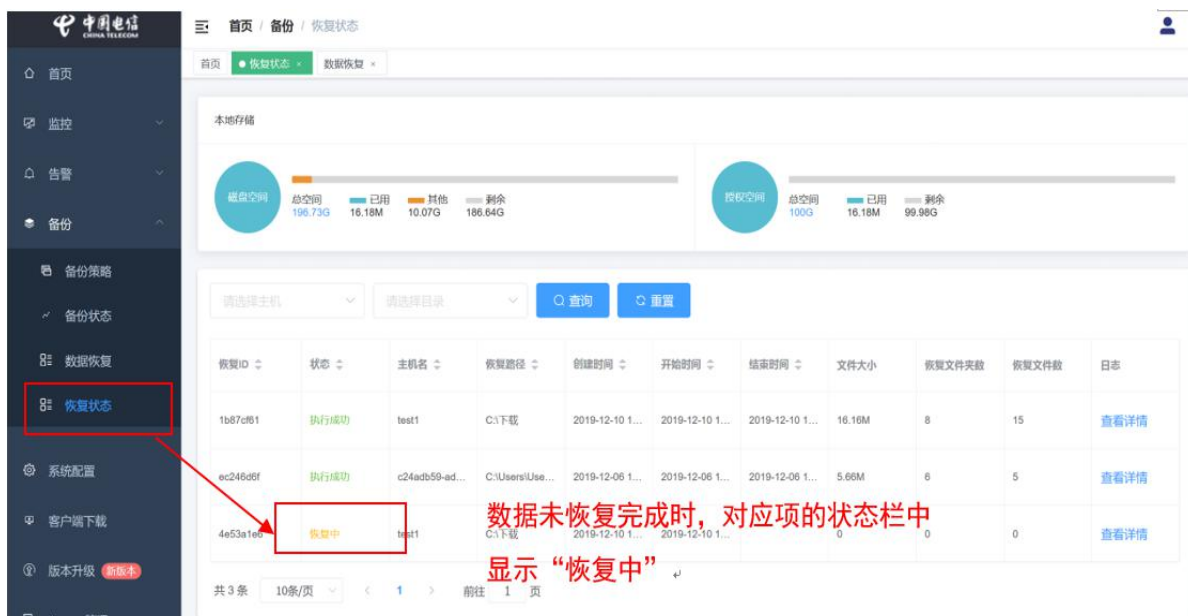 中国电信
CHINA TELECOM
首页 / 备份 / 恢复状态
首页 恢复状态 × 数据恢复 ×
首页
监控
告警
备份
备份策略
备份状态
数据恢复
恢复状态
系统配置
客户端下载
版本升级 新版本
本地存储
磁盘空间
总空间 已用 其他 剩余
196.73G 16.18M 10.07G 186.64G
授权空间
总空间 已用 剩余
100G 16.18M 99.98G
请选择主机 请选择目录 查询 重置
恢复ID 状态 主机名 恢复路径 创建时间 开始时间 结束时间 文件大小 恢复文件夹数 恢复文件数 日志
1b87cf61 执行成功 test1 C:\下载 2019-12-10 1... 2019-12-10 1... 2019-12-10 1... 16.16M 8 15 查看详情
ec246d6f 执行成功 c24adb59-ad... C:\Users\Use... 2019-12-06 1... 2019-12-06 1... 2019-12-06 1... 5.66M 6 5 查看详情
4e53a1e6 恢复中 test1 C:\下载 2019-12-10 1... 2019-12-10 1... 0 0 0 查看详情
数据未恢复完成时，对应项的状态栏中
显示“恢复中”。
共 3 条 10条/页 1 前往 1 页